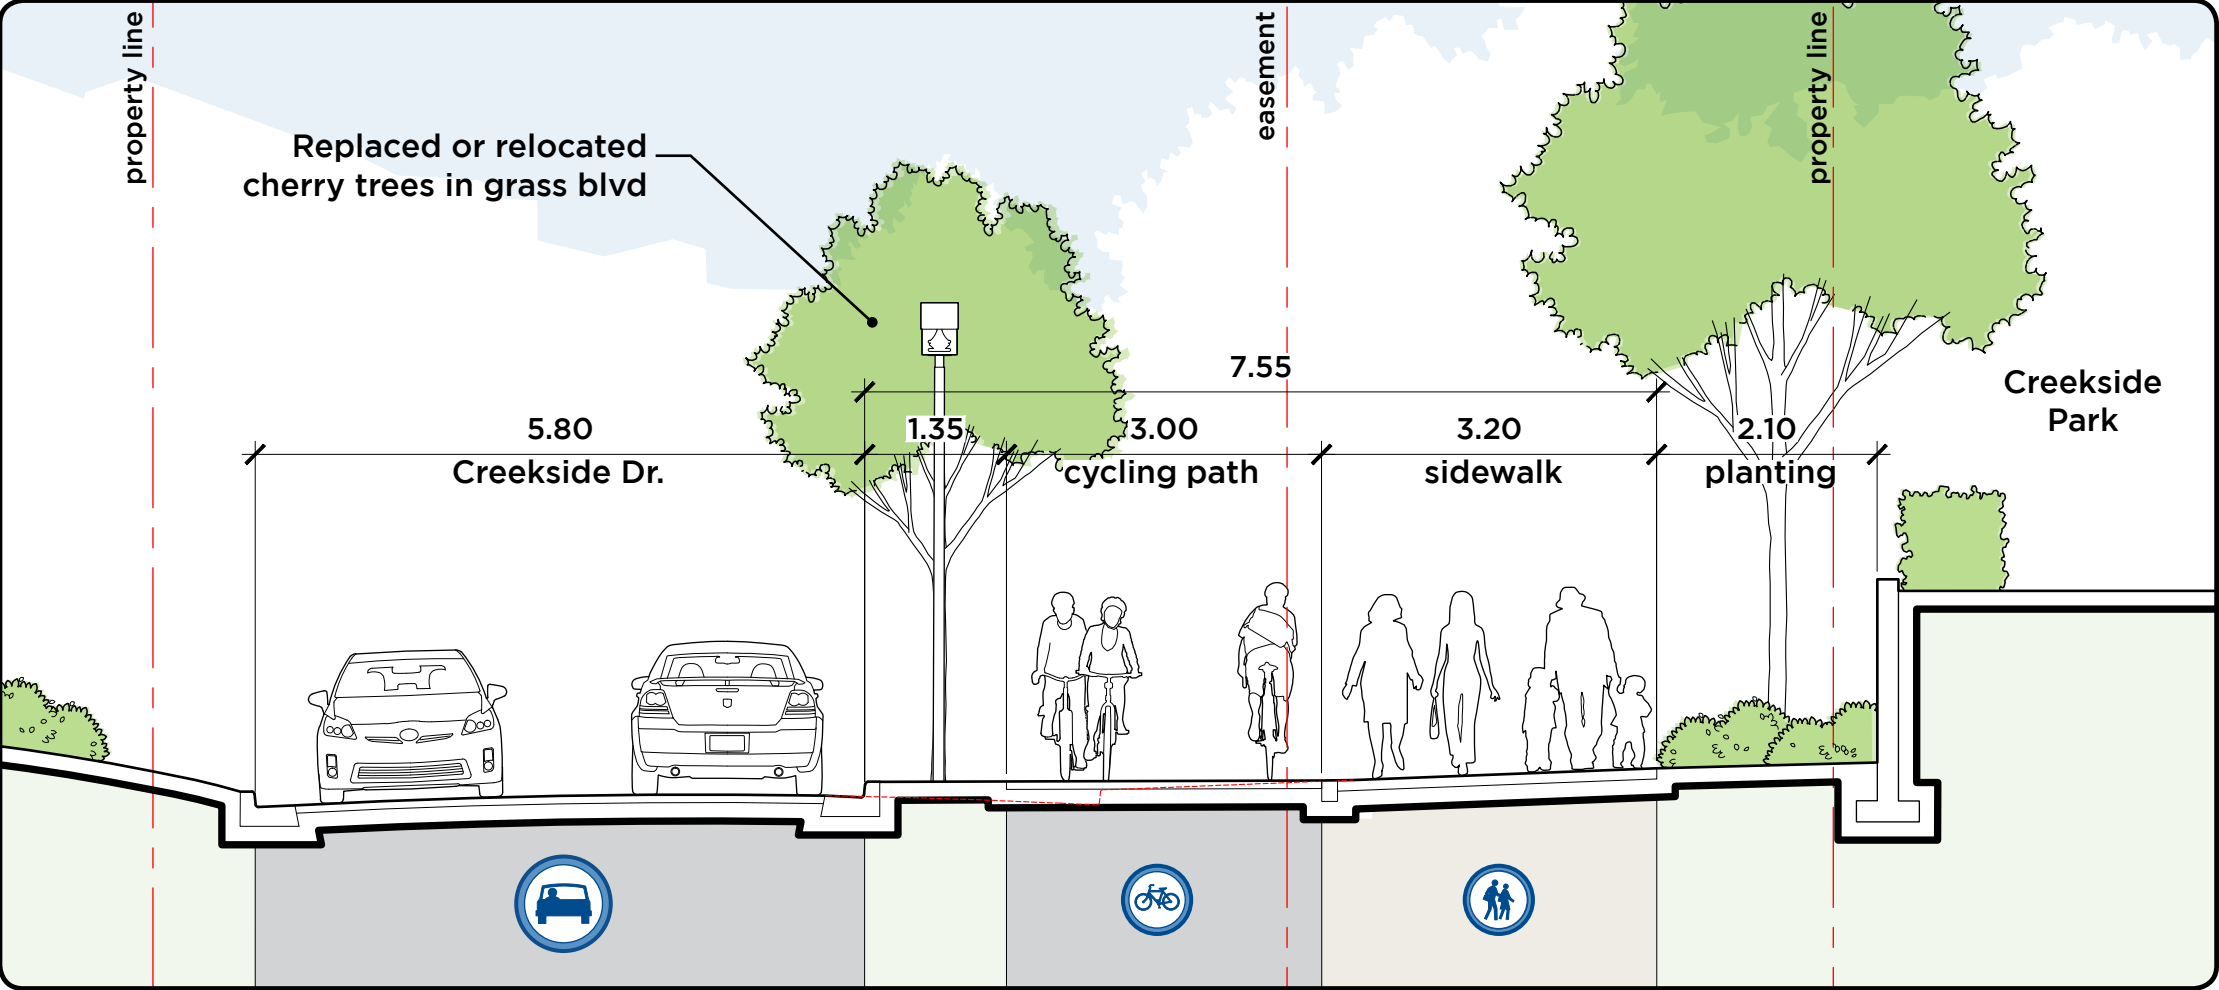 property line
easement
property line
Replaced or relocated
cherry trees in grass blvd
7.55
Creekside
Park
5.80
1.35
3.00
3.20
2.10
Creekside Dr.
cycling path
sidewalk
planting